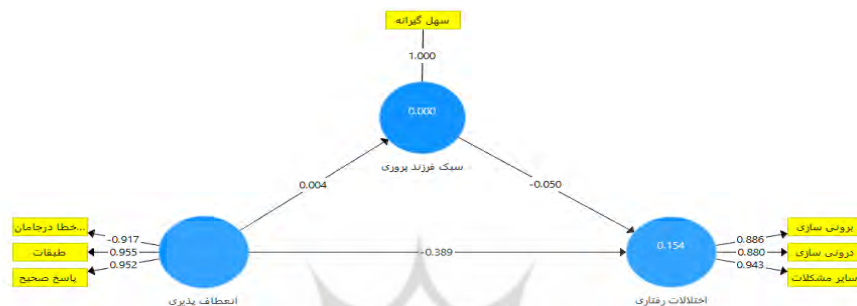 سهل گیرانه
1.000
0.000
سبک فرزند پروری
0.004
-0.050
خطا درجامان...
-0.917
طبقات
0.955
پاسخ صحیح
0.952
انعطاف پذیری
-0.389
0.154
اختلالات رفتاری
0.886
برونی سازی
0.880
درونی سازی
0.943
سایر مشکلات